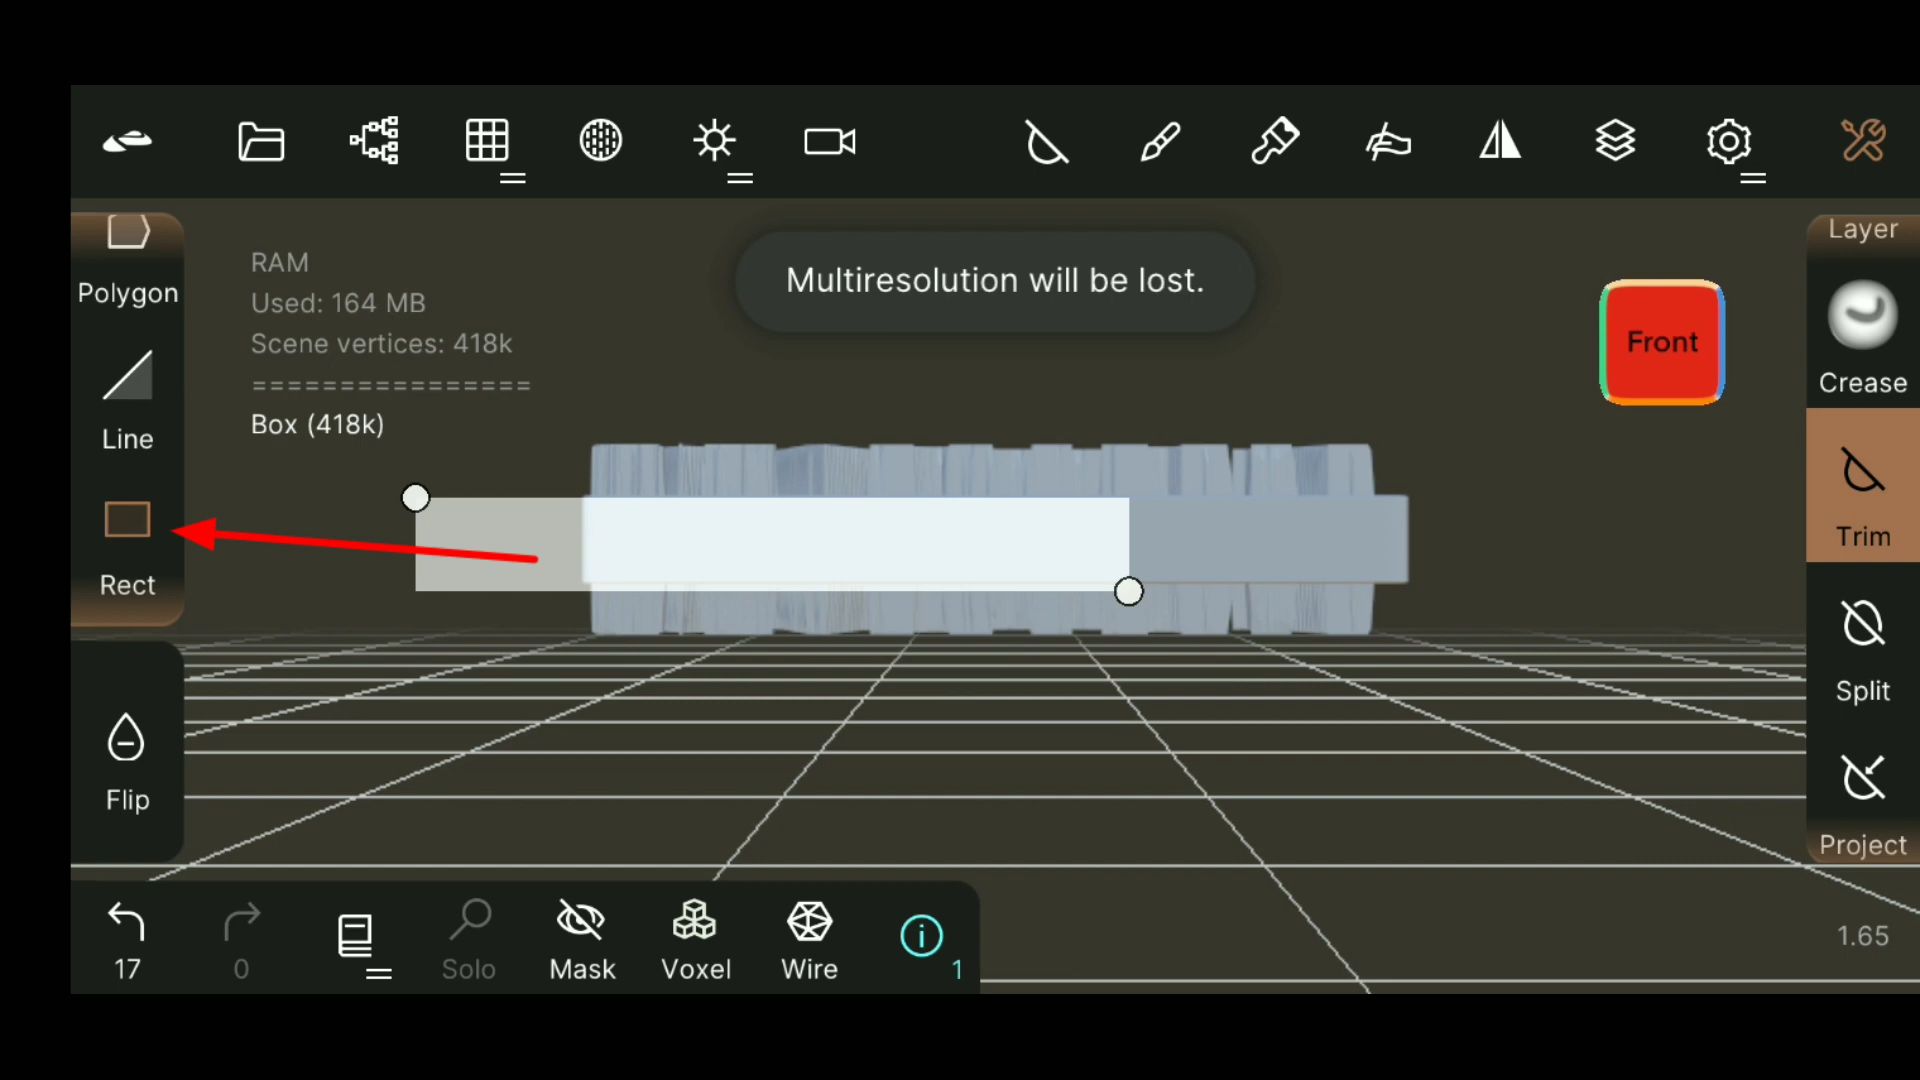 Multiresolution will be lost.
RAM
Used: 164 MB
Scene vertices: 418k
================
Box (418k)
Polygon
Line
Rect
Flip
Front
Layer
Crease
Trim
Split
Project
1.65
17
0
Solo
Mask
Voxel
Wire
1